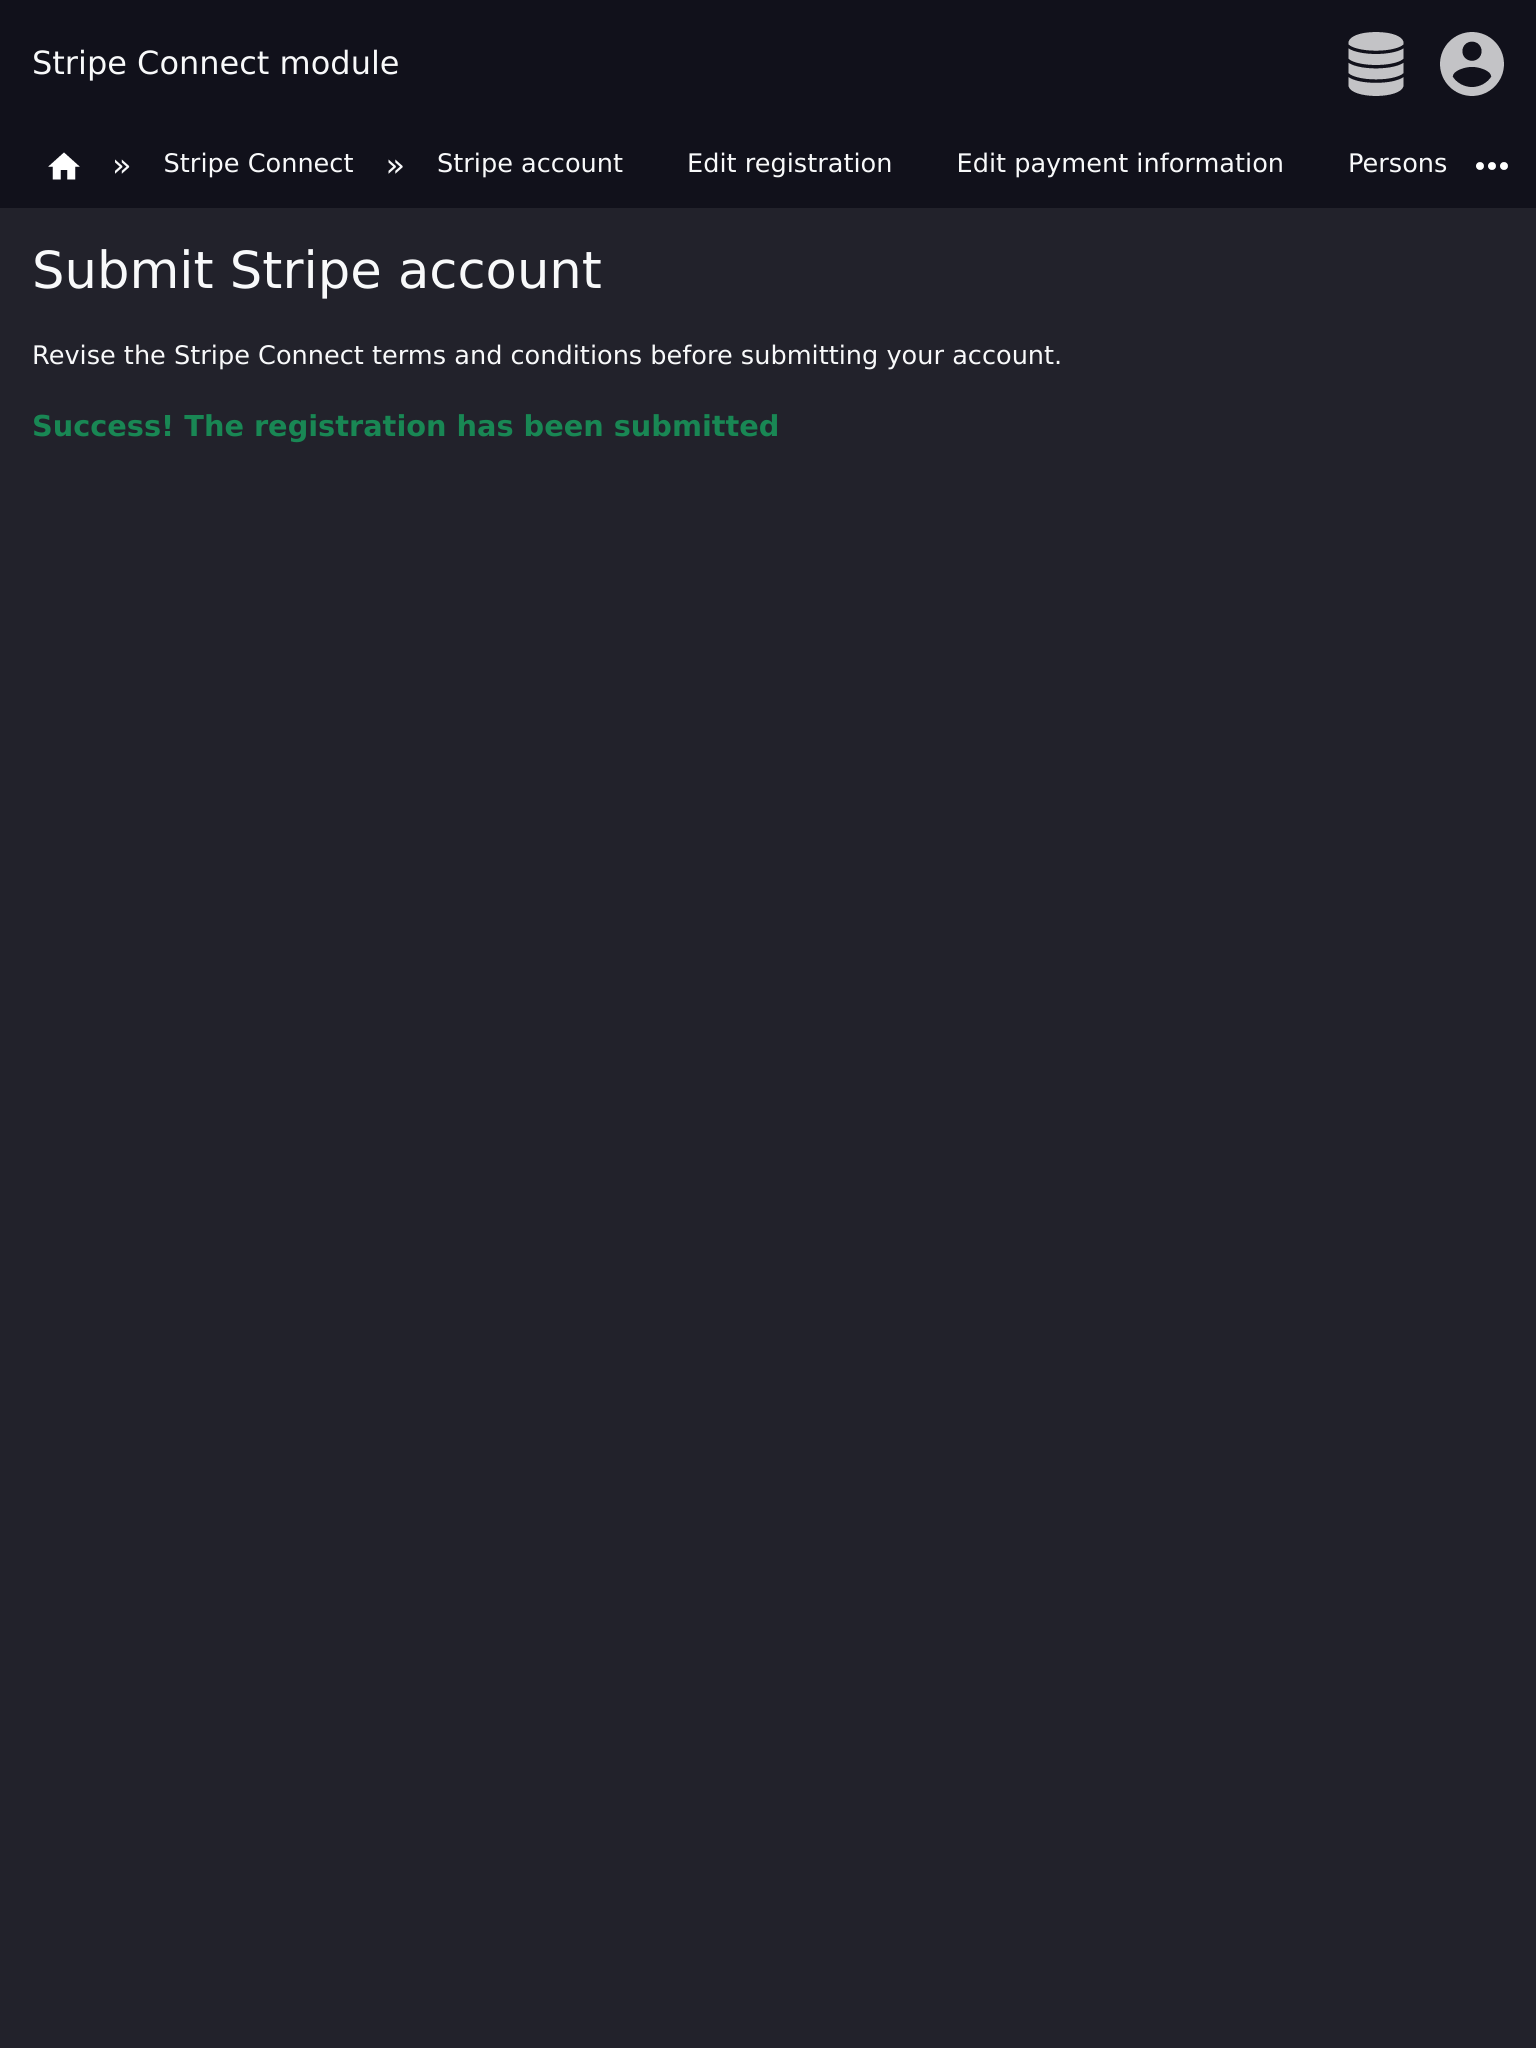 Stripe Connect module
» Stripe Connect » Stripe account Edit registration Edit payment information Persons •••
Submit Stripe account
Revise the Stripe Connect terms and conditions before submitting your account.
Success! The registration has been submitted